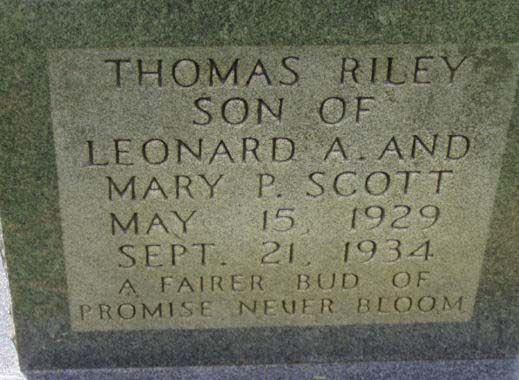 THOMAS RILEY
SON OF
LEONARD A. AND
MARY P. SCOTT
MAY 15, 1929
SEPT. 21, 1934
A FAIRER BUD OF
PROMISE NEVER BLOOM